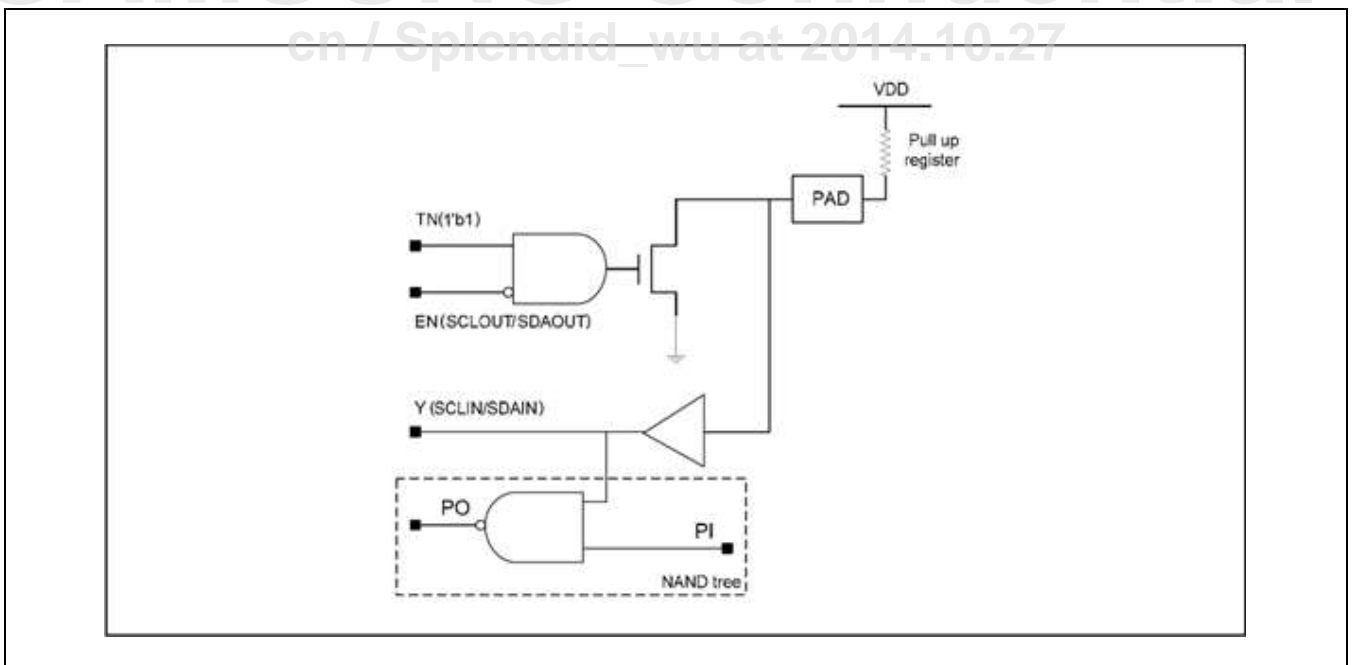 cn / Splendid_wu at 2014.10.27
VDD
Pull up
register
PAD
TN(1'b1)
EN(SCLOUT/SDAOUT)
Y (SCLIN/SDAIN)
PO
PI
NAND tree